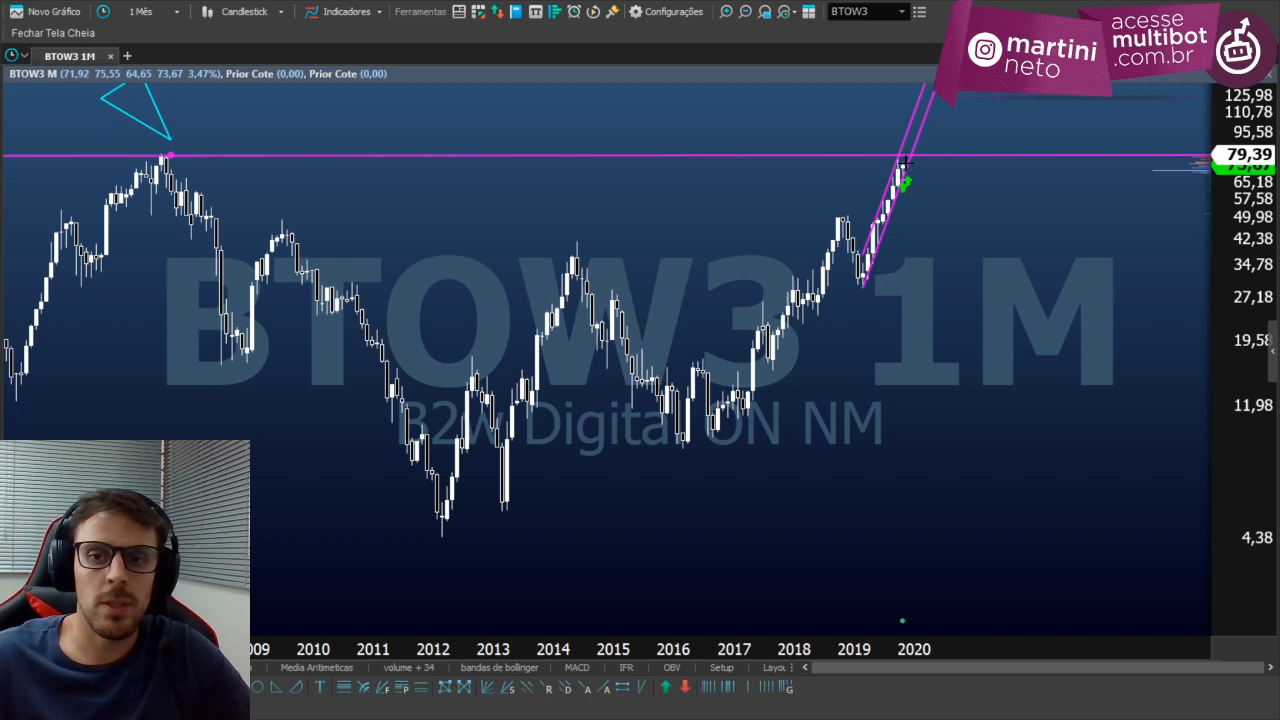 Novo Gráfico 1 Mês Candlestick Indicadores Ferramentas Configurações BTOW3
Fechar Tela Cheia
BTOW3 1M
BTOW3 M (71,92 75,55 64,65 73,67 3,47%), Prior Cote (0,00), Prior Cote (0,00)
martini
neto
acesse
multibot
.com.br
125,98
110,78
95,58
79,39
65,18
57,58
49,98
42,38
34,78
27,18
19,58
11,98
4,38
BTOW3 1M
B2w Digital ON NM
009 2010 2011 2012 2013 2014 2015 2016 2017 2018 2019 2020
Media Aritmeticas volume + 34 bandas de bollinger MACD IFR OBV Setup Layou